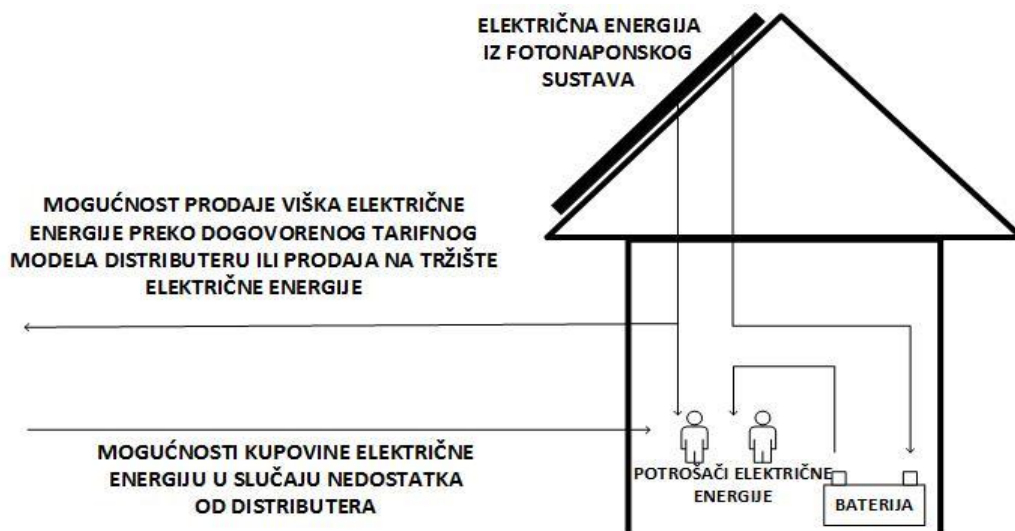 ELEKTRIČNA ENERGIJA
IZ FOTONAPONSKOG
SUSTAVA
MOGUĆNOST PRODAJE VIŠKA ELEKTRIČNE
ENERGIJE PREKO DOGOVORENOG TARIFNOG
MODELA DISTRIBUTERU ILI PRODAJA NA TRŽIŠTE
ELEKTRIČNE ENERGIJE
MOGUĆNOSTI KUPOVINE ELEKTRIČNE
ENERGIJU U SLUČAJU NEDOSTATKA
OD DISTRIBUTERA
POTROŠAČI ELEKTRIČNE
ENERGIJE
BATERIJA